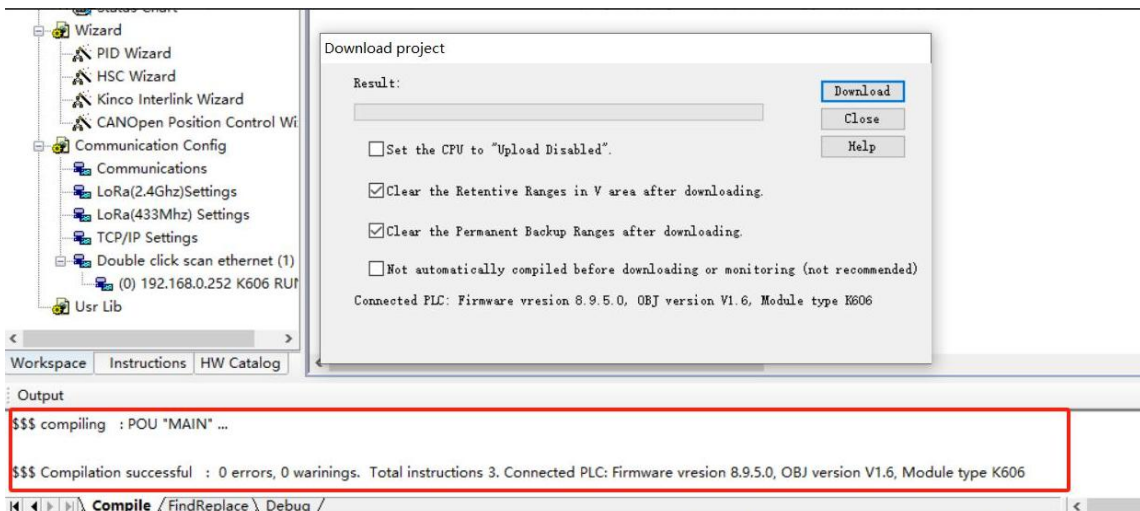 Status Chart
Wizard
PID Wizard
HSC Wizard
Kinco Interlink Wizard
CANOpen Position Control Wi
Communication Config
Communications
LoRa(2.4Ghz)Settings
LoRa(433Mhz) Settings
TCP/IP Settings
Double click scan ethernet (1)
(0) 192.168.0.252 K606 RUN
Usr Lib
Workspace Instructions HW Catalog
Download project
Result:
Download
Close
Help
Set the CPU to "Upload Disabled".
Clear the Retentive Ranges in V area after downloading.
Clear the Permanent Backup Ranges after downloading.
Not automatically compiled before downloading or monitoring (not recommended)
Connected PLC: Firmware vresion 8.9.5.0, OBJ version V1.6, Module type K606
Output
$$$ compiling : POU "MAIN" ...
$$$ Compilation successful : 0 errors, 0 warinings. Total instructions 3. Connected PLC: Firmware vresion 8.9.5.0, OBJ version V1.6, Module type K606
Compile FindReplace Debug